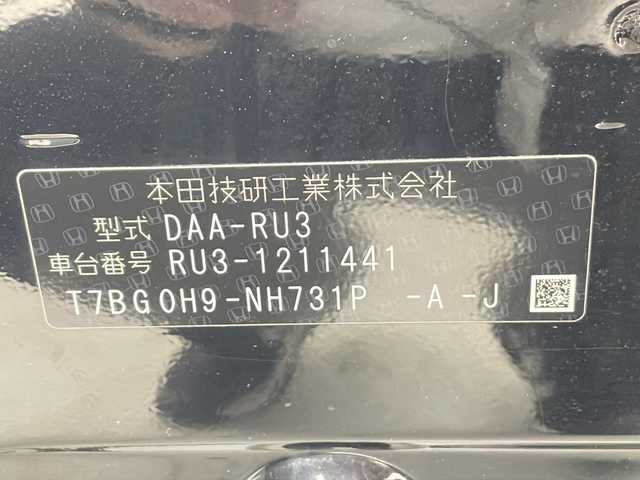 本田技研工業株式会社
型式 DAA-RU3
車台番号 RU3-1211441
T7BG0H9-NH731P -A -J